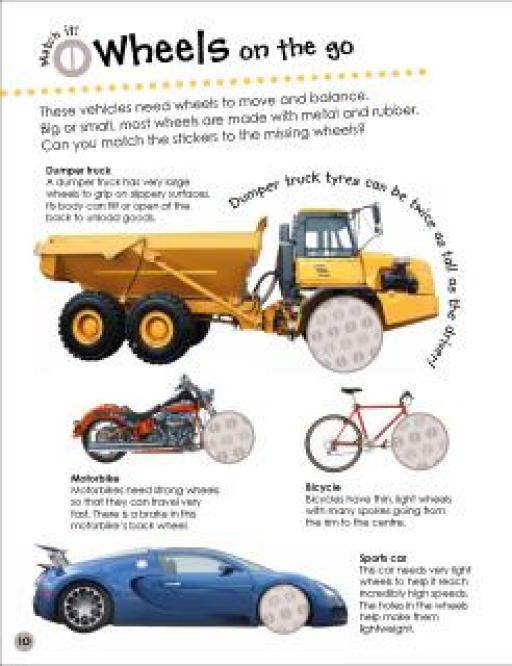 Match it!
Wheels on the go
These vehicles need wheels to move and balance.
Big or small, most wheels are made with metal and rubber.
Can you match the stickers to the missing wheels?
Dumper truck
A dumper truck has very large
wheels to grip on slippery surfaces.
Its body can tilt or open at the
back to unload goods.
Dumper truck tyres can be twice as tall as the driver!
Motorbike
Motorbikes need strong wheels
so that they can travel very
fast. There is a brake in this
motorbike's back wheel.
Bicycle
Bicycles have thin, light wheels
with many spokes going from
the rim to the centre.
Sports car
This car needs very light
wheels to help it reach
incredibly high speeds.
The holes in the wheels
help make them
lightweight.
10